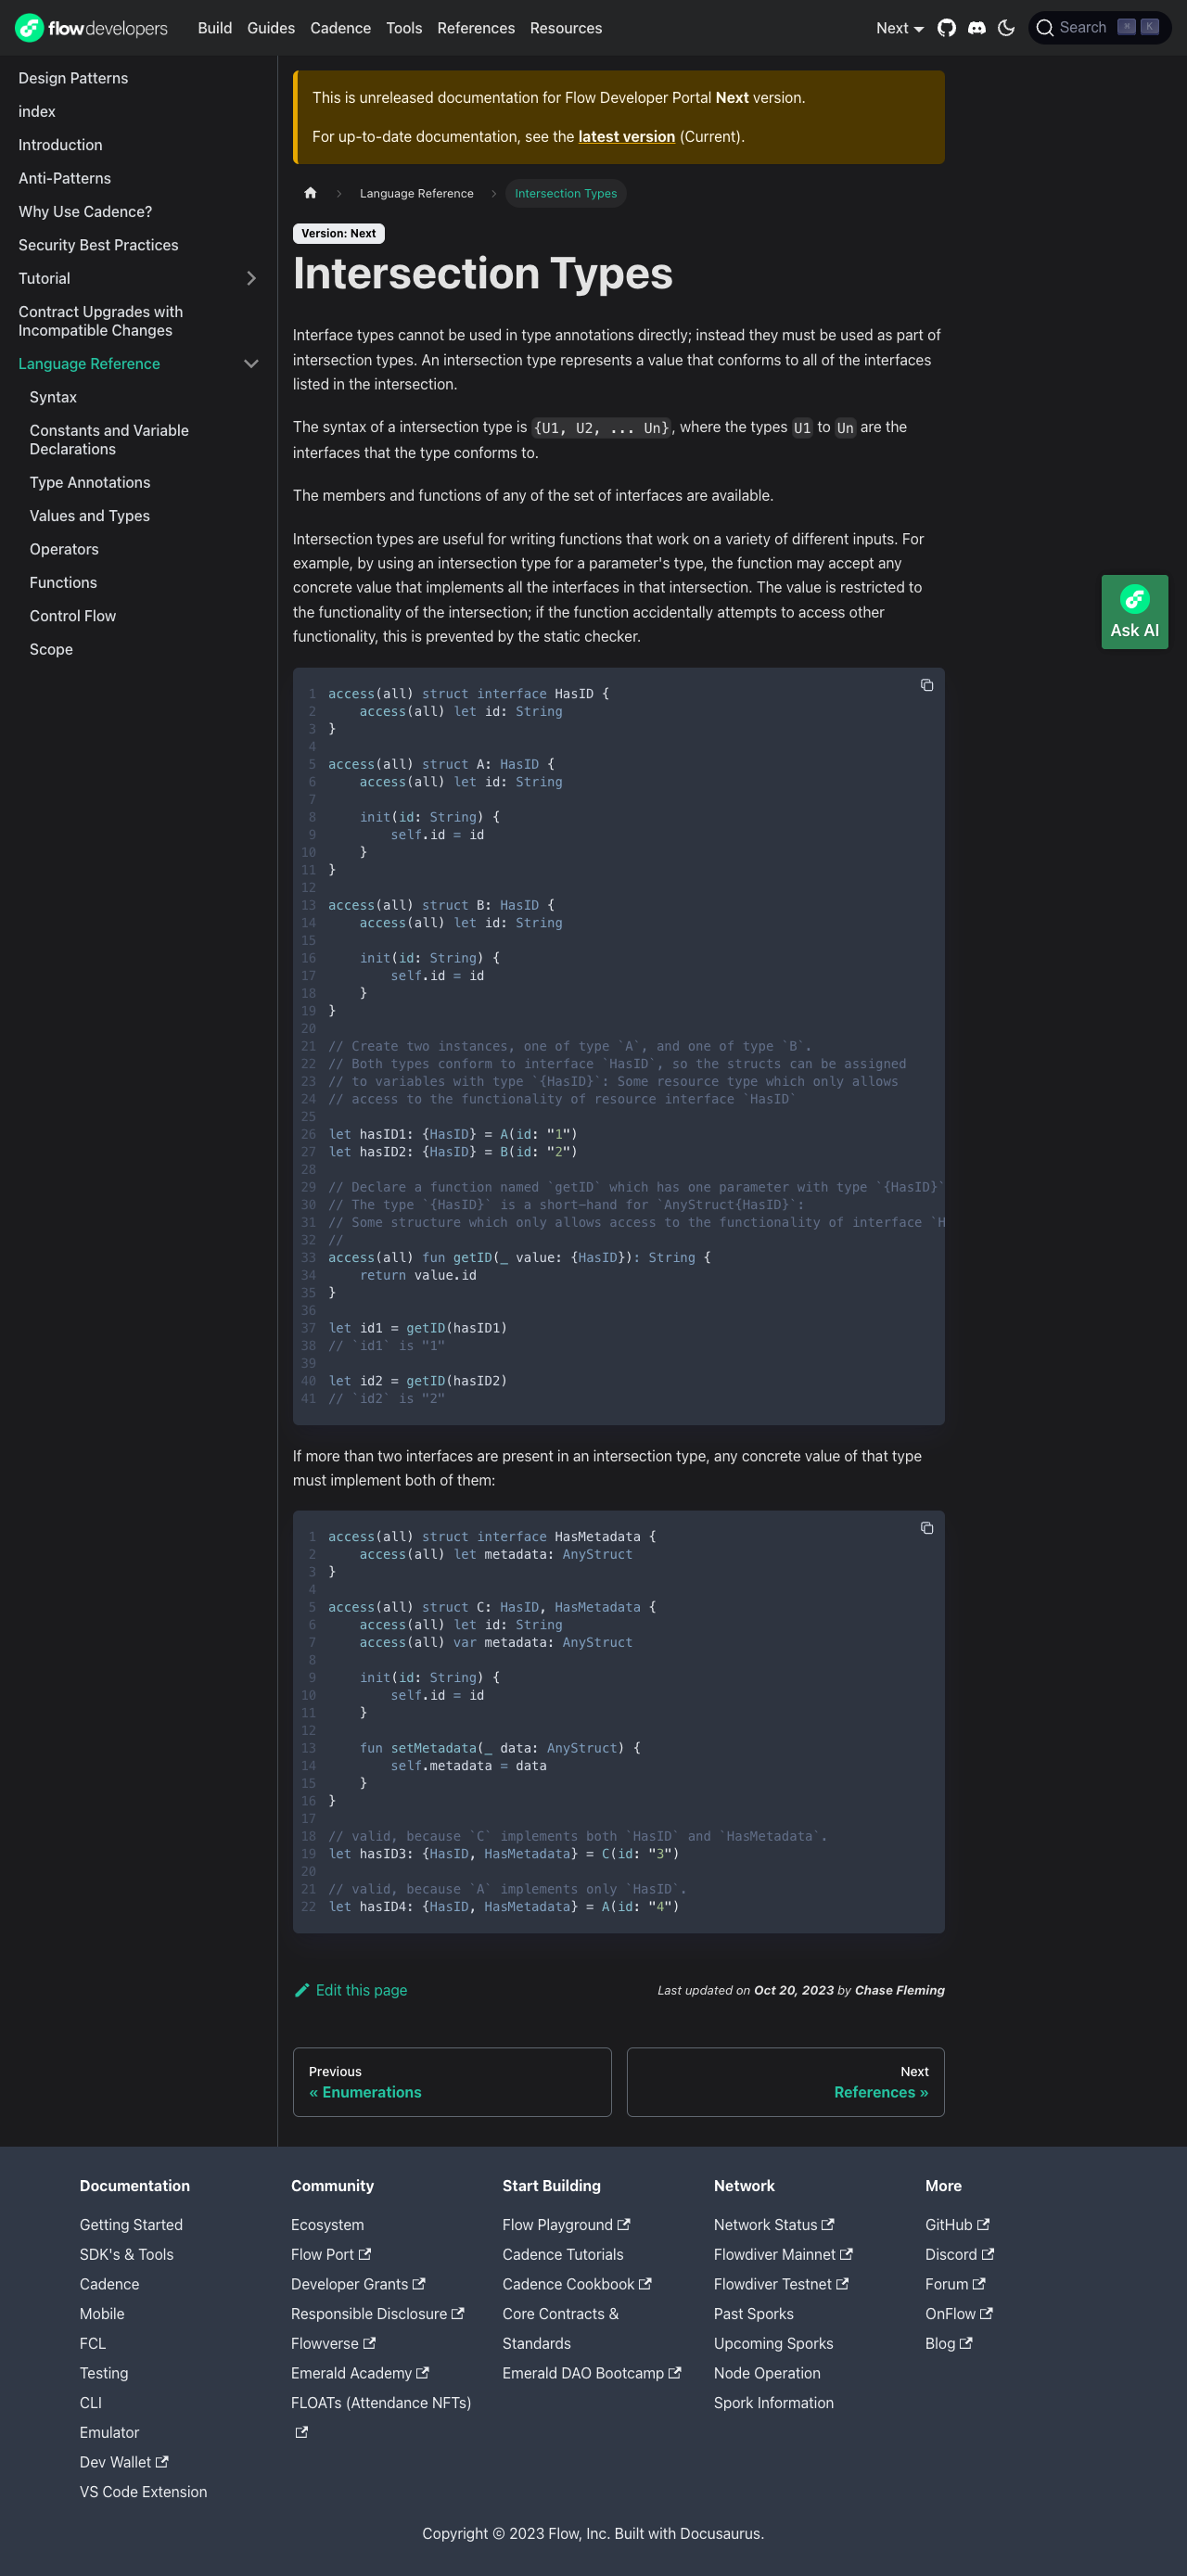 flowdevelopers
Build Guides Cadence Tools References Resources
Next
Search ⌘ K
Design Patterns
index
Introduction
Anti-Patterns
Why Use Cadence?
Security Best Practices
Tutorial
Contract Upgrades with
Incompatible Changes
Language Reference
Syntax
Constants and Variable
Declarations
Type Annotations
Values and Types
Operators
Functions
Control Flow
Scope
This is unreleased documentation for Flow Developer Portal Next version.
For up-to-date documentation, see the latest version (Current).
Language Reference
Intersection Types
Version: Next
Intersection Types
Interface types cannot be used in type annotations directly; instead they must be used as part of
intersection types. An intersection type represents a value that conforms to all of the interfaces
listed in the intersection.
The syntax of a intersection type is {U1, U2, ... Un}, where the types U1 to Un are the
interfaces that the type conforms to.
The members and functions of any of the set of interfaces are available.
Intersection types are useful for writing functions that work on a variety of different inputs. For
example, by using an intersection type for a parameter's type, the function may accept any
concrete value that implements all the interfaces in that intersection. The value is restricted to
the functionality of the intersection; if the function accidentally attempts to access other
functionality, this is prevented by the static checker.
1 access(all) struct interface HasID {
2     access(all) let id: String
3 }
4
5 access(all) struct A: HasID {
6     access(all) let id: String
7
8     init(id: String) {
9         self.id = id
10     }
11 }
12
13 access(all) struct B: HasID {
14     access(all) let id: String
15
16     init(id: String) {
17         self.id = id
18     }
19 }
20
21 // Create two instances, one of type `A`, and one of type `B`.
22 // Both types conform to interface `HasID`, so the structs can be assigned
23 // to variables with type `{HasID}`: Some resource type which only allows
24 // access to the functionality of resource interface `HasID`
25
26 let hasID1: {HasID} = A(id: "1")
27 let hasID2: {HasID} = B(id: "2")
28
29 // Declare a function named `getID` which has one parameter with type `{HasID}`
30 // The type `{HasID}` is a short-hand for `AnyStruct{HasID}`:
31 // Some structure which only allows access to the functionality of interface `H
32 //
33 access(all) fun getID(_ value: {HasID}): String {
34     return value.id
35 }
36
37 let id1 = getID(hasID1)
38 // `id1` is "1"
39
40 let id2 = getID(hasID2)
41 // `id2` is "2"
If more than two interfaces are present in an intersection type, any concrete value of that type
must implement both of them:
1 access(all) struct interface HasMetadata {
2     access(all) let metadata: AnyStruct
3 }
4
5 access(all) struct C: HasID, HasMetadata {
6     access(all) let id: String
7     access(all) var metadata: AnyStruct
8
9     init(id: String) {
10         self.id = id
11     }
12
13     fun setMetadata(_ data: AnyStruct) {
14         self.metadata = data
15     }
16 }
17
18 // valid, because `C` implements both `HasID` and `HasMetadata`.
19 let hasID3: {HasID, HasMetadata} = C(id: "3")
20
21 // valid, because `A` implements only `HasID`.
22 let hasID4: {HasID, HasMetadata} = A(id: "4")
Edit this page
Last updated on Oct 20, 2023 by Chase Fleming
Previous
« Enumerations
Next
References »
Ask AI
Documentation
Getting Started
SDK's & Tools
Cadence
Mobile
FCL
Testing
CLI
Emulator
Dev Wallet
VS Code Extension
Community
Ecosystem
Flow Port
Developer Grants
Responsible Disclosure
Flowverse
Emerald Academy
FLOATs (Attendance NFTs)
Start Building
Flow Playground
Cadence Tutorials
Cadence Cookbook
Core Contracts &
Standards
Emerald DAO Bootcamp
Network
Network Status
Flowdiver Mainnet
Flowdiver Testnet
Past Sporks
Upcoming Sporks
Node Operation
Spork Information
More
GitHub
Discord
Forum
OnFlow
Blog
Copyright © 2023 Flow, Inc. Built with Docusaurus.